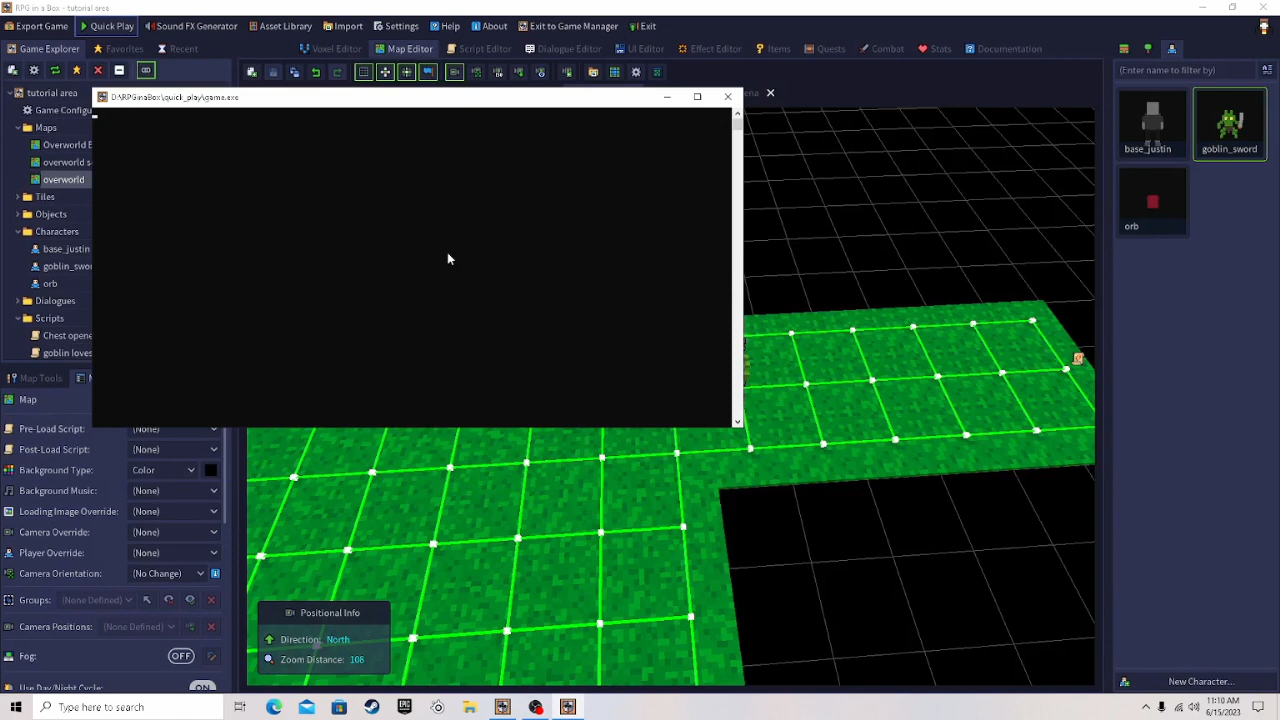 RPG in a Box - tutorial area
Export Game Quick Play Sound FX Generator Asset Library Import Settings Help About Exit to Game Manager Exit
Game Explorer Favorites Recent Voxel Editor Map Editor Script Editor Dialogue Editor UI Editor Effect Editor Items Quests Combat Stats Documentation
(Enter name to filter by)
tutorial area
D:\RPGinaBox\quick_play\game.exe
Game Configu
Maps
Overworld E
overworld s
overworld
Tiles
Objects
Characters
base_justin
goblin_swo
orb
Dialogues
Scripts
Chest opene
goblin loves
base_justin goblin_sword
orb
Map Tools
Map
Pre-Load Script: (None)
Post-Load Script: (None)
Background Type: Color
Background Music: (None)
Loading Image Override: (None)
Camera Override: (None)
Player Override: (None)
Camera Orientation: (No Change)
Groups: (None Defined)
Camera Positions: (None Defined)
Fog: OFF
Use Day/Night Cycle: ON
Positional Info
Direction: North
Zoom Distance: 108
New Character...
Type here to search
11:10 AM
6/15/2023